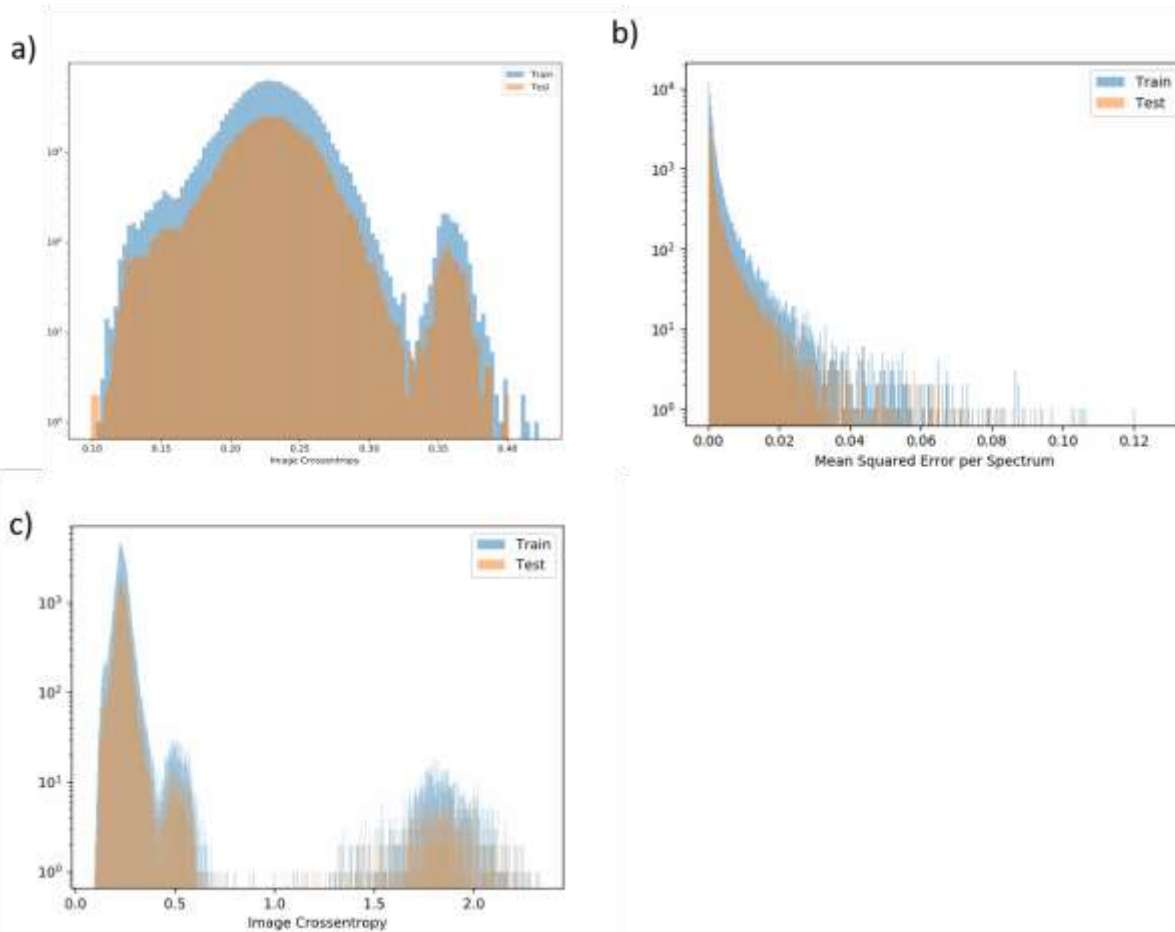 a)
Train
Test
0.10 0.15 0.20 0.25 0.30 0.35 0.40
Image Crossentropy
b)
Train
Test
10⁴
10³
10²
10¹
10⁰
0.00 0.02 0.04 0.06 0.08 0.10 0.12
Mean Squared Error per Spectrum
c)
Train
Test
10³
10²
10¹
10⁰
0.0 0.5 1.0 1.5 2.0
Image Crossentropy